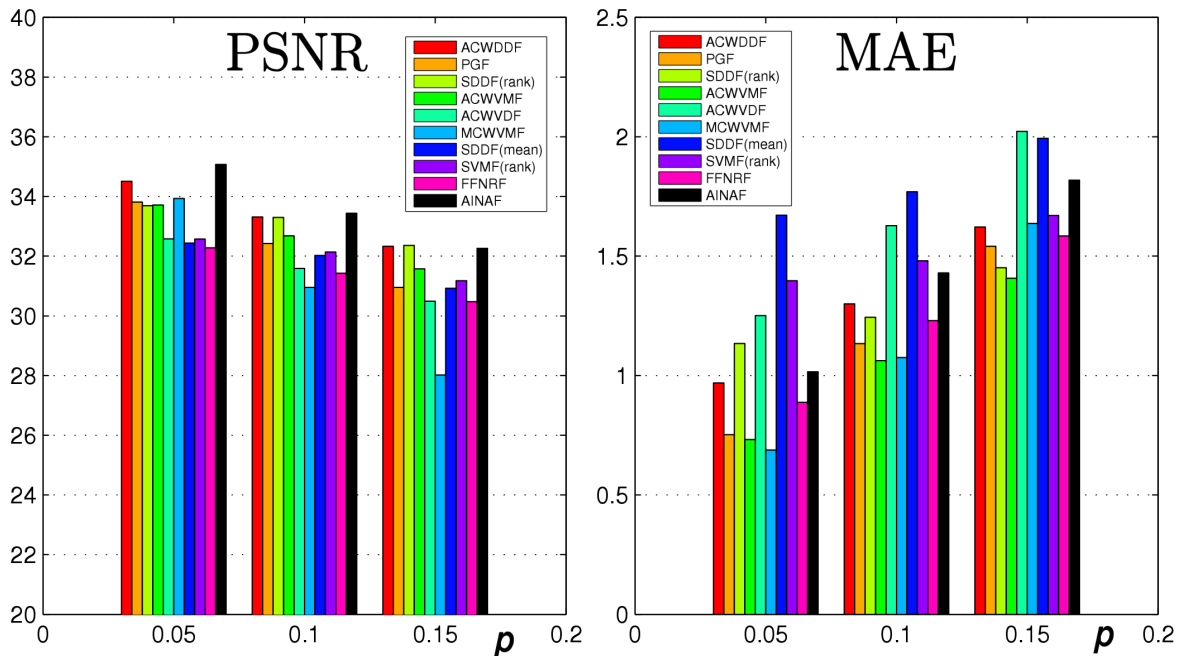 40
38
36
34
32
30
28
26
24
22
20
0
0.05
0.1
0.15
0.2
p
PSNR
ACWDDF
PGF
SDDF(rank)
ACWVMF
ACWVDF
MCWVMF
SDDF(mean)
SVMF(rank)
FFNRF
AINAF
2.5
2
1.5
1
0.5
0
0
0.05
0.1
0.15
0.2
p
MAE
ACWDDF
PGF
SDDF(rank)
ACWVMF
ACWVDF
MCWVMF
SDDF(mean)
SVMF(rank)
FFNRF
AINAF